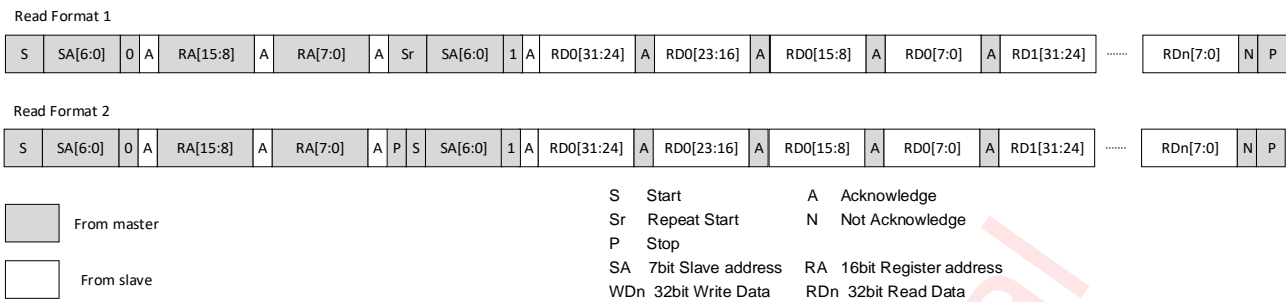 Read Format 1
S SA[6:0] 0 A RA[15:8] A RA[7:0] A Sr SA[6:0] 1 A RD0[31:24] A RD0[23:16] A RD0[15:8] A RD0[7:0] A RD1[31:24] ....... RDn[7:0] N P
Read Format 2
S SA[6:0] 0 A RA[15:8] A RA[7:0] A P S SA[6:0] 1 A RD0[31:24] A RD0[23:16] A RD0[15:8] A RD0[7:0] A RD1[31:24] ....... RDn[7:0] N P
From master
From slave
S Start A Acknowledge
Sr Repeat Start N Not Acknowledge
P Stop
SA 7bit Slave address RA 16bit Register address
WDn 32bit Write Data RDn 32bit Read Data